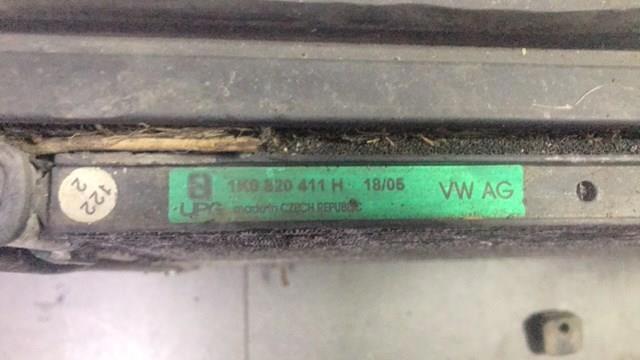 122
2
1K0 820 411 H 18/05 VW AG
made in CZECH REPUBLIC